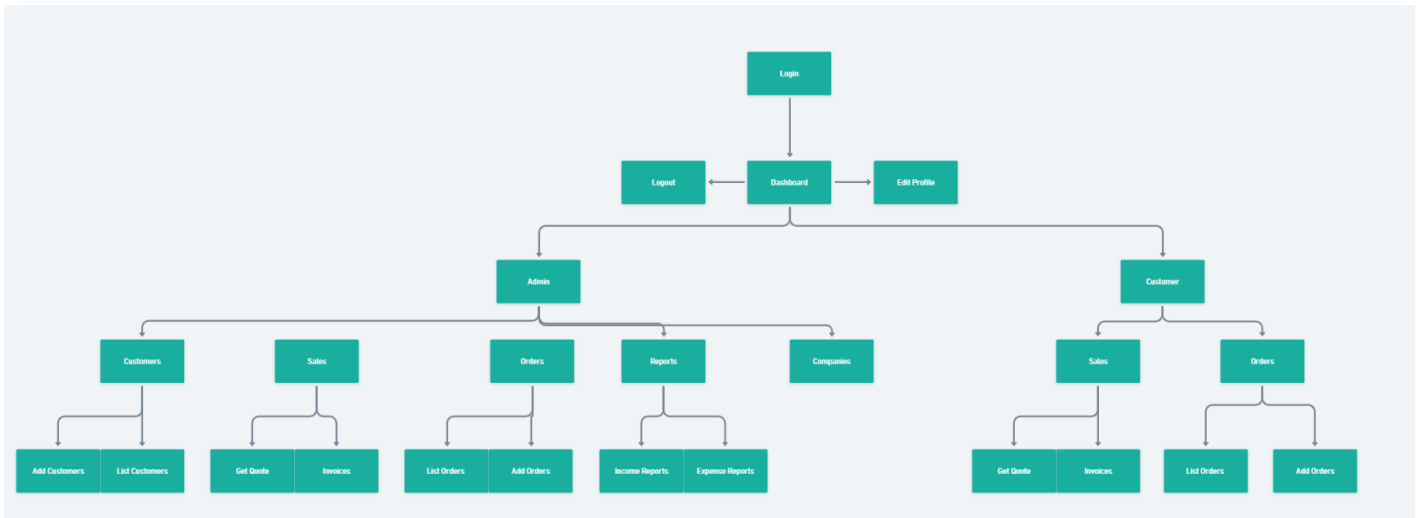 Login
Logout
Dashboard
Edit Profile
Admin
Customer
Customers
Sales
Orders
Reports
Companies
Sales
Orders
Add Customers
List Customers
Get Quote
Invoices
List Orders
Add Orders
Income Reports
Expense Reports
Get Quote
Invoices
List Orders
Add Orders